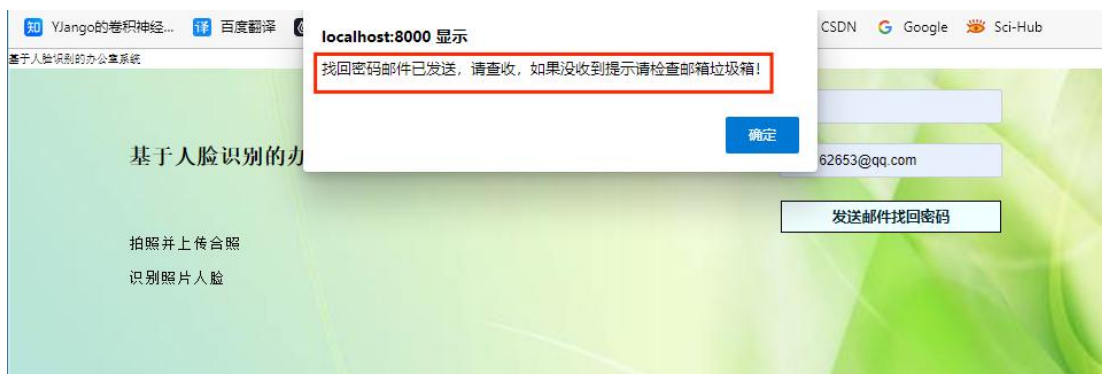 YJango的卷积神经...
百度翻译
CSDN
Google
Sci-Hub
基于人脸识别的办公室系统
localhost:8000 显示
找回密码邮件已发送，请查收，如果没收到提示请检查邮箱垃圾箱！
确定
基于人脸识别的办
62653@qq.com
发送邮件找回密码
拍照并上传合照
识别照片人脸